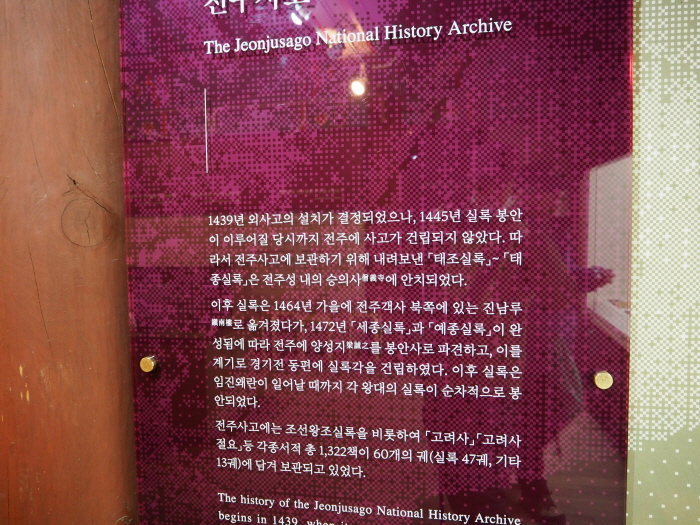 전주사고
The Jeonjusago National History Archive
1439년 외사고의 설치가 결정되었으나, 1445년 실록 봉안
이 이루어질 당시까지 전주에 사고가 건립되지 않았다. 따
라서 전주사고에 보관하기 위해 내려보낸 「태조실록」~「태
종실록」은 전주성 내의 승의사僧義寺에 안치되었다.
이후 실록은 1464년 가을에 전주객사 북쪽에 있는 진남루
鎭南樓로 옮겨졌다가, 1472년 「세종실록」과 「예종실록」이 완
성됨에 따라 전주에 양성지梁誠之를 봉안사로 파견하고, 이를
계기로 경기전 동편에 실록각을 건립하였다. 이후 실록은
임진왜란이 일어날 때까지 각 왕대의 실록이 순차적으로 봉
안되었다.
전주사고에는 조선왕조실록을 비롯하여 「고려사」「고려사
절요」등 각종서적 총 1,322책이 60개의 궤(실록 47궤, 기타
13궤)에 담겨 보관되고 있었다.
The history of the Jeonjusago National History Archive
begins in 1439, when